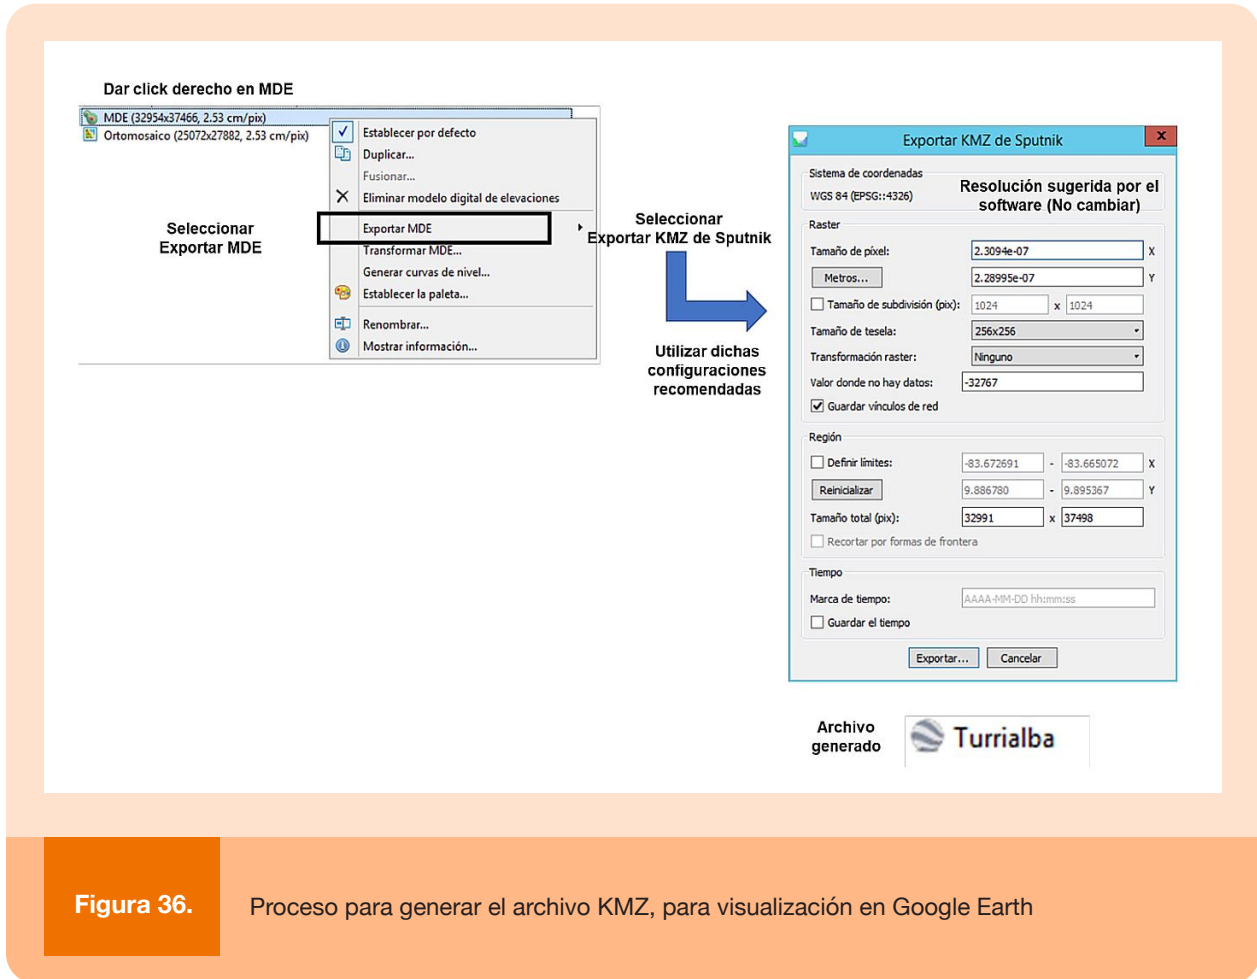 Dar click derecho en MDE
MDE (32954x37466, 2.53 cm/pix)
Ortomosaico (25072x27882, 2.53 cm/pix)
Establecer por defecto
Duplicar...
Fusionar...
Eliminar modelo digital de elevaciones
Exportar MDE
Transformar MDE...
Generar curvas de nivel...
Establecer la paleta...
Renombrar...
Mostrar información...
Seleccionar
Exportar MDE
Seleccionar
Exportar KMZ de Sputnik
Utilizar dichas
configuraciones
recomendadas
Exportar KMZ de Sputnik
x
Sistema de coordenadas
WGS 84 (EPSG::4326)
Resolución sugerida por el
software (No cambiar)
Raster
Tamaño de píxel: 2.3094e-07 X
Metros... 2.28995e-07 Y
Tamaño de subdivisión (pix): 1024 x 1024
Tamaño de tesela: 256x256
Transformación raster: Ninguno
Valor donde no hay datos: -32767
Guardar vínculos de red
Región
Definir límites: -83.672691 - -83.665072 X
Reinicializar 9.886780 - 9.895367 Y
Tamaño total (pix): 32991 x 37498
Recortar por formas de frontera
Tiempo
Marca de tiempo: AAAA-MM-DD hh:mm:ss
Guardar el tiempo
Exportar... Cancelar
Archivo
generado
Turrialba
Figura 36. Proceso para generar el archivo KMZ, para visualización en Google Earth